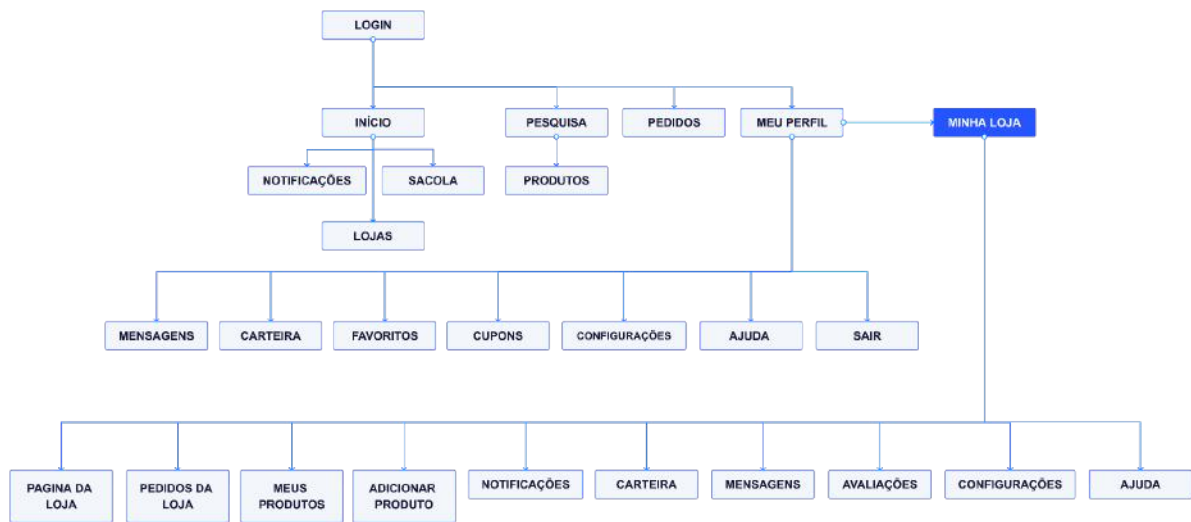 LOGIN
INÍCIO
PESQUISA
PEDIDOS
MEU PERFIL
MINHA LOJA
NOTIFICAÇÕES
SACOLA
PRODUTOS
LOJAS
MENSAGENS
CARTEIRA
FAVORITOS
CUPONS
CONFIGURAÇÕES
AJUDA
SAIR
PAGINA DA
LOJA
PEDIDOS DA
LOJA
MEUS
PRODUTOS
ADICIONAR
PRODUTO
NOTIFICAÇÕES
CARTEIRA
MENSAGENS
AVALIAÇÕES
CONFIGURAÇÕES
AJUDA